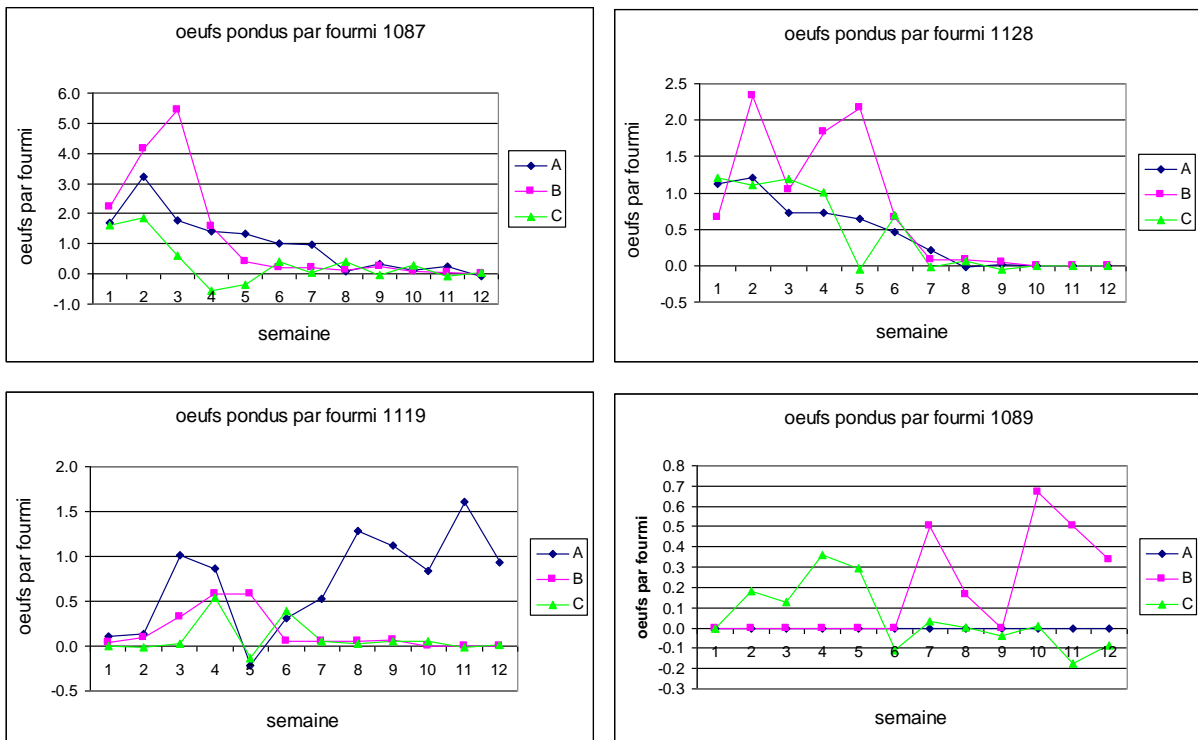 oeufs pondus par fourmi 1087
6.0
5.0
4.0
3.0
2.0
1.0
0.0
-1.0
1 2 3 4 5 6 7 8 9 10 11 12
oeufs par fourmi
semaine
A
B
C
oeufs pondus par fourmi 1128
2.5
2.0
1.5
1.0
0.5
0.0
-0.5
1 2 3 4 5 6 7 8 9 10 11 12
oeufs par fourmi
semaine
A
B
C
oeufs pondus par fourmi 1119
2.0
1.5
1.0
0.5
0.0
-0.5
1 2 3 4 5 6 7 8 9 10 11 12
oeufs par fourmi
semaine
A
B
C
oeufs pondus par fourmi 1089
0.8
0.7
0.6
0.5
0.4
0.3
0.2
0.1
0.0
-0.1
-0.2
-0.3
1 2 3 4 5 6 7 8 9 10 11 12
oeufs par fourmi
semaine
A
B
C